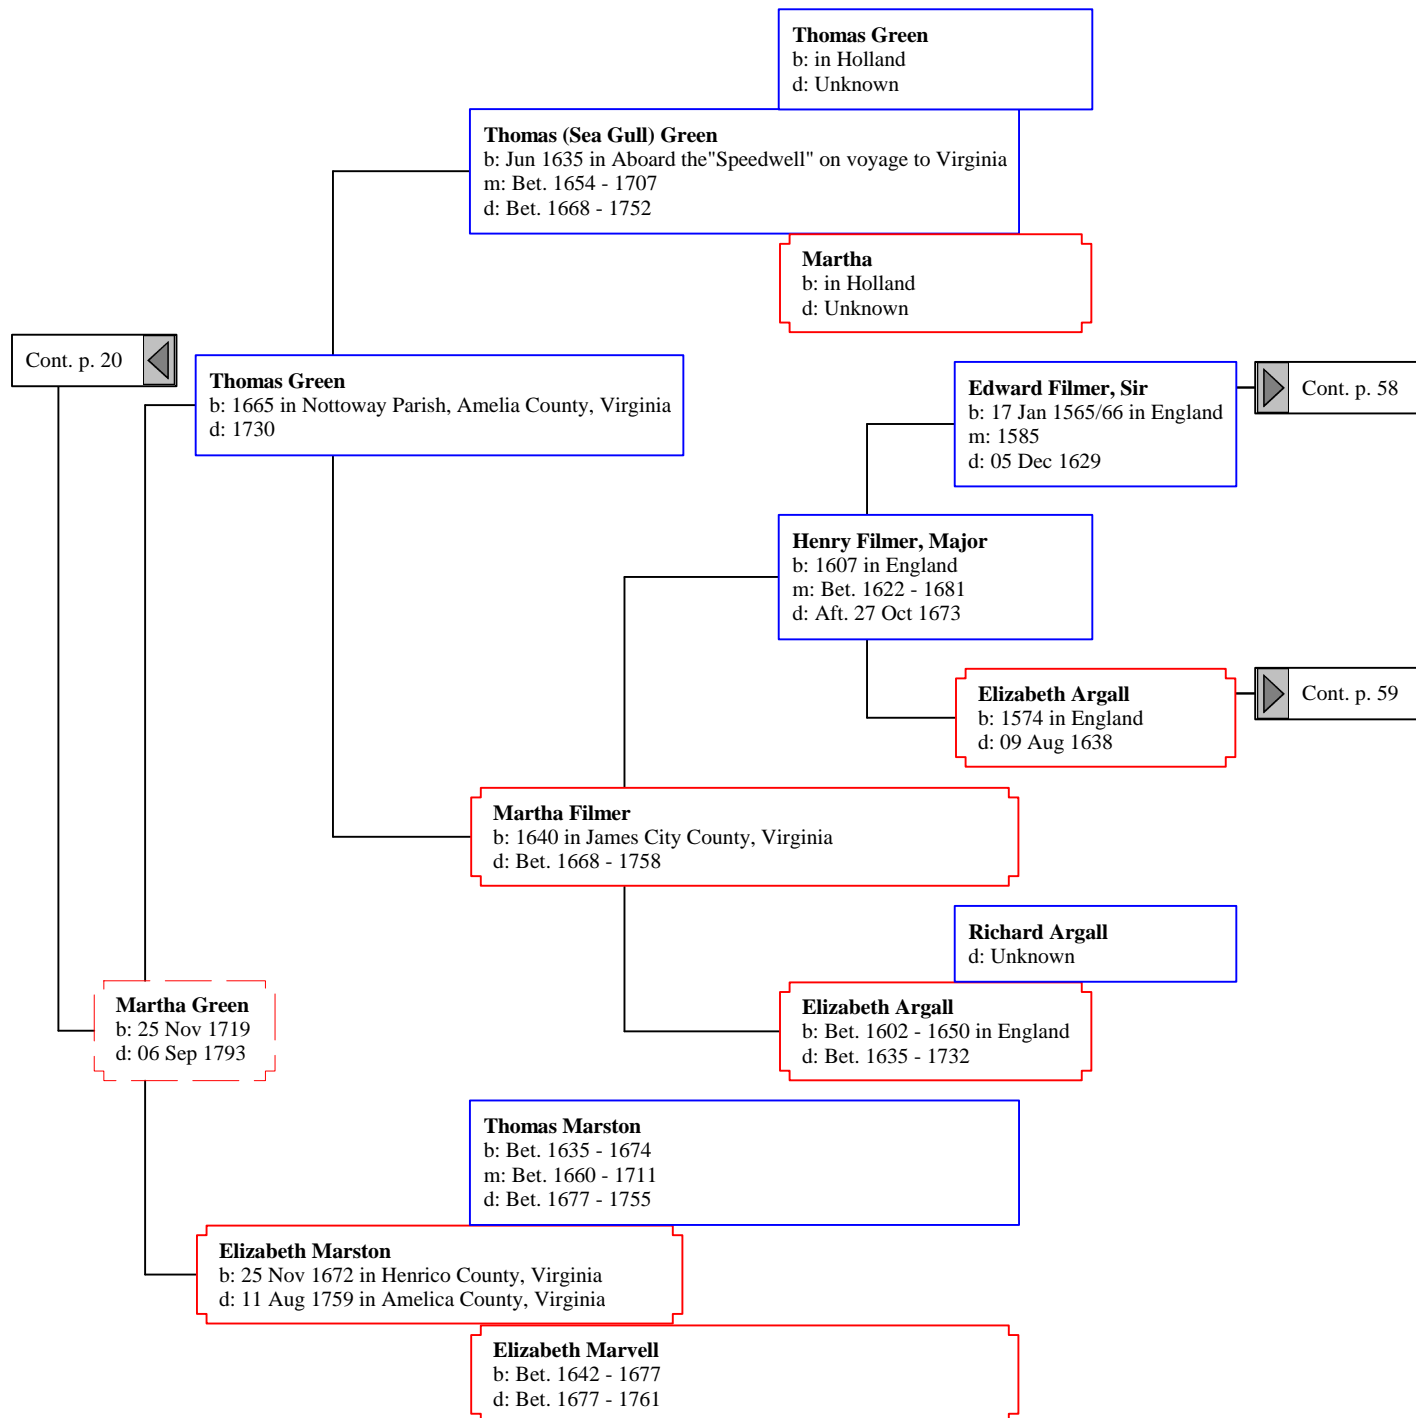 Thomas Green
b: in Holland
d: Unknown
Thomas (Sea Gull) Green
b: Jun 1635 in Aboard the"Speedwell" on voyage to Virginia
m: Bet. 1654 - 1707
d: Bet. 1668 - 1752
Martha
b: in Holland
d: Unknown
Cont. p. 20
Thomas Green
b: 1665 in Nottoway Parish, Amelia County, Virginia
d: 1730
Edward Filmer, Sir
b: 17 Jan 1565/66 in England
m: 1585
d: 05 Dec 1629
Cont. p. 58
Henry Filmer, Major
b: 1607 in England
m: Bet. 1622 - 1681
d: Aft. 27 Oct 1673
Elizabeth Argall
b: 1574 in England
d: 09 Aug 1638
Cont. p. 59
Martha Filmer
b: 1640 in James City County, Virginia
d: Bet. 1668 - 1758
Richard Argall
d: Unknown
Elizabeth Argall
b: Bet. 1602 - 1650 in England
d: Bet. 1635 - 1732
Martha Green
b: 25 Nov 1719
d: 06 Sep 1793
Thomas Marston
b: Bet. 1635 - 1674
m: Bet. 1660 - 1711
d: Bet. 1677 - 1755
Elizabeth Marston
b: 25 Nov 1672 in Henrico County, Virginia
d: 11 Aug 1759 in Amelica County, Virginia
Elizabeth Marvell
b: Bet. 1642 - 1677
d: Bet. 1677 - 1761